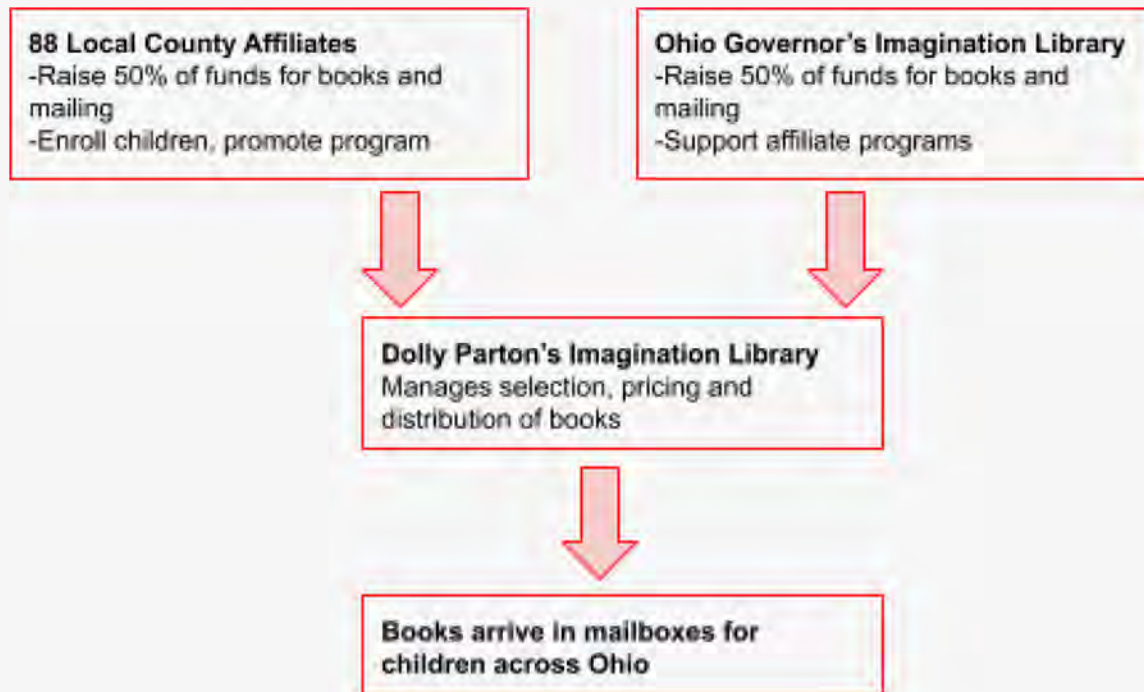 88 Local County Affiliates
-Raise 50% of funds for books and
mailing
-Enroll children, promote program
Ohio Governor's Imagination Library
-Raise 50% of funds for books and
mailing
-Support affiliate programs
Dolly Parton's Imagination Library
Manages selection, pricing and
distribution of books
Books arrive in mailboxes for
children across Ohio